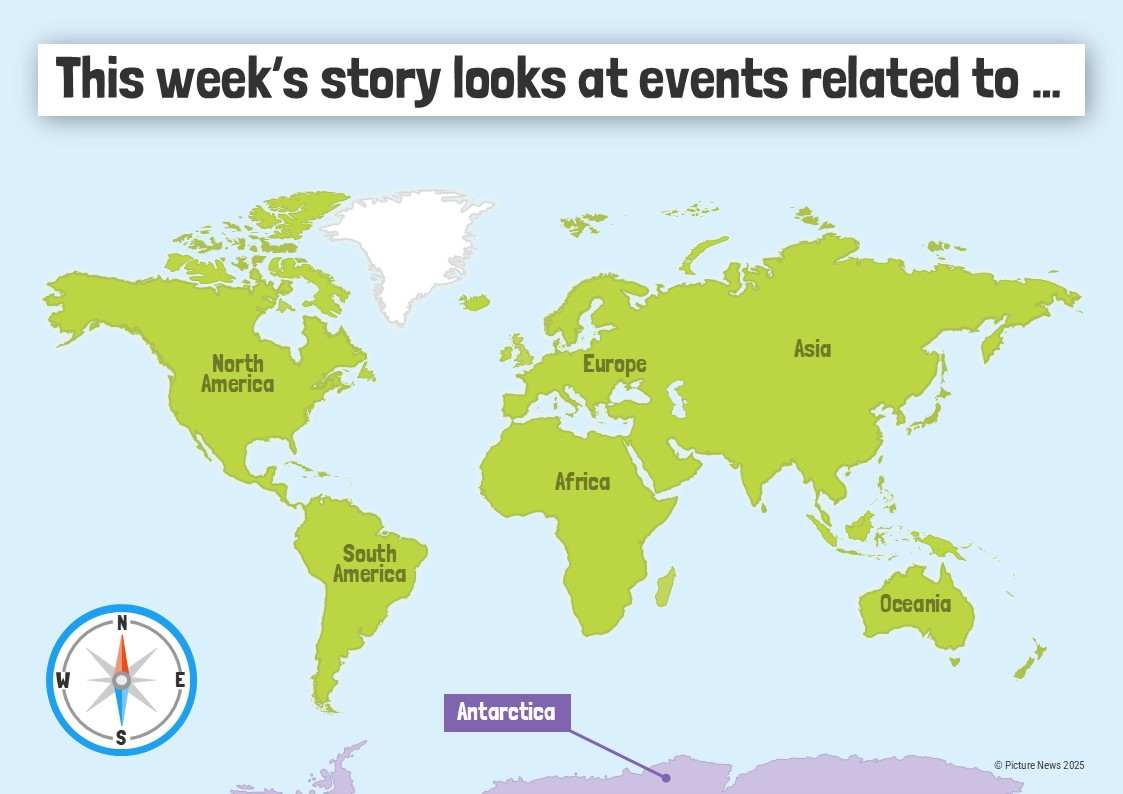 This week's story looks at events related to ...
North
America
Europe
Asia
Africa
South
America
Oceania
N
W
E
S
Antarctica
© Picture News 2025